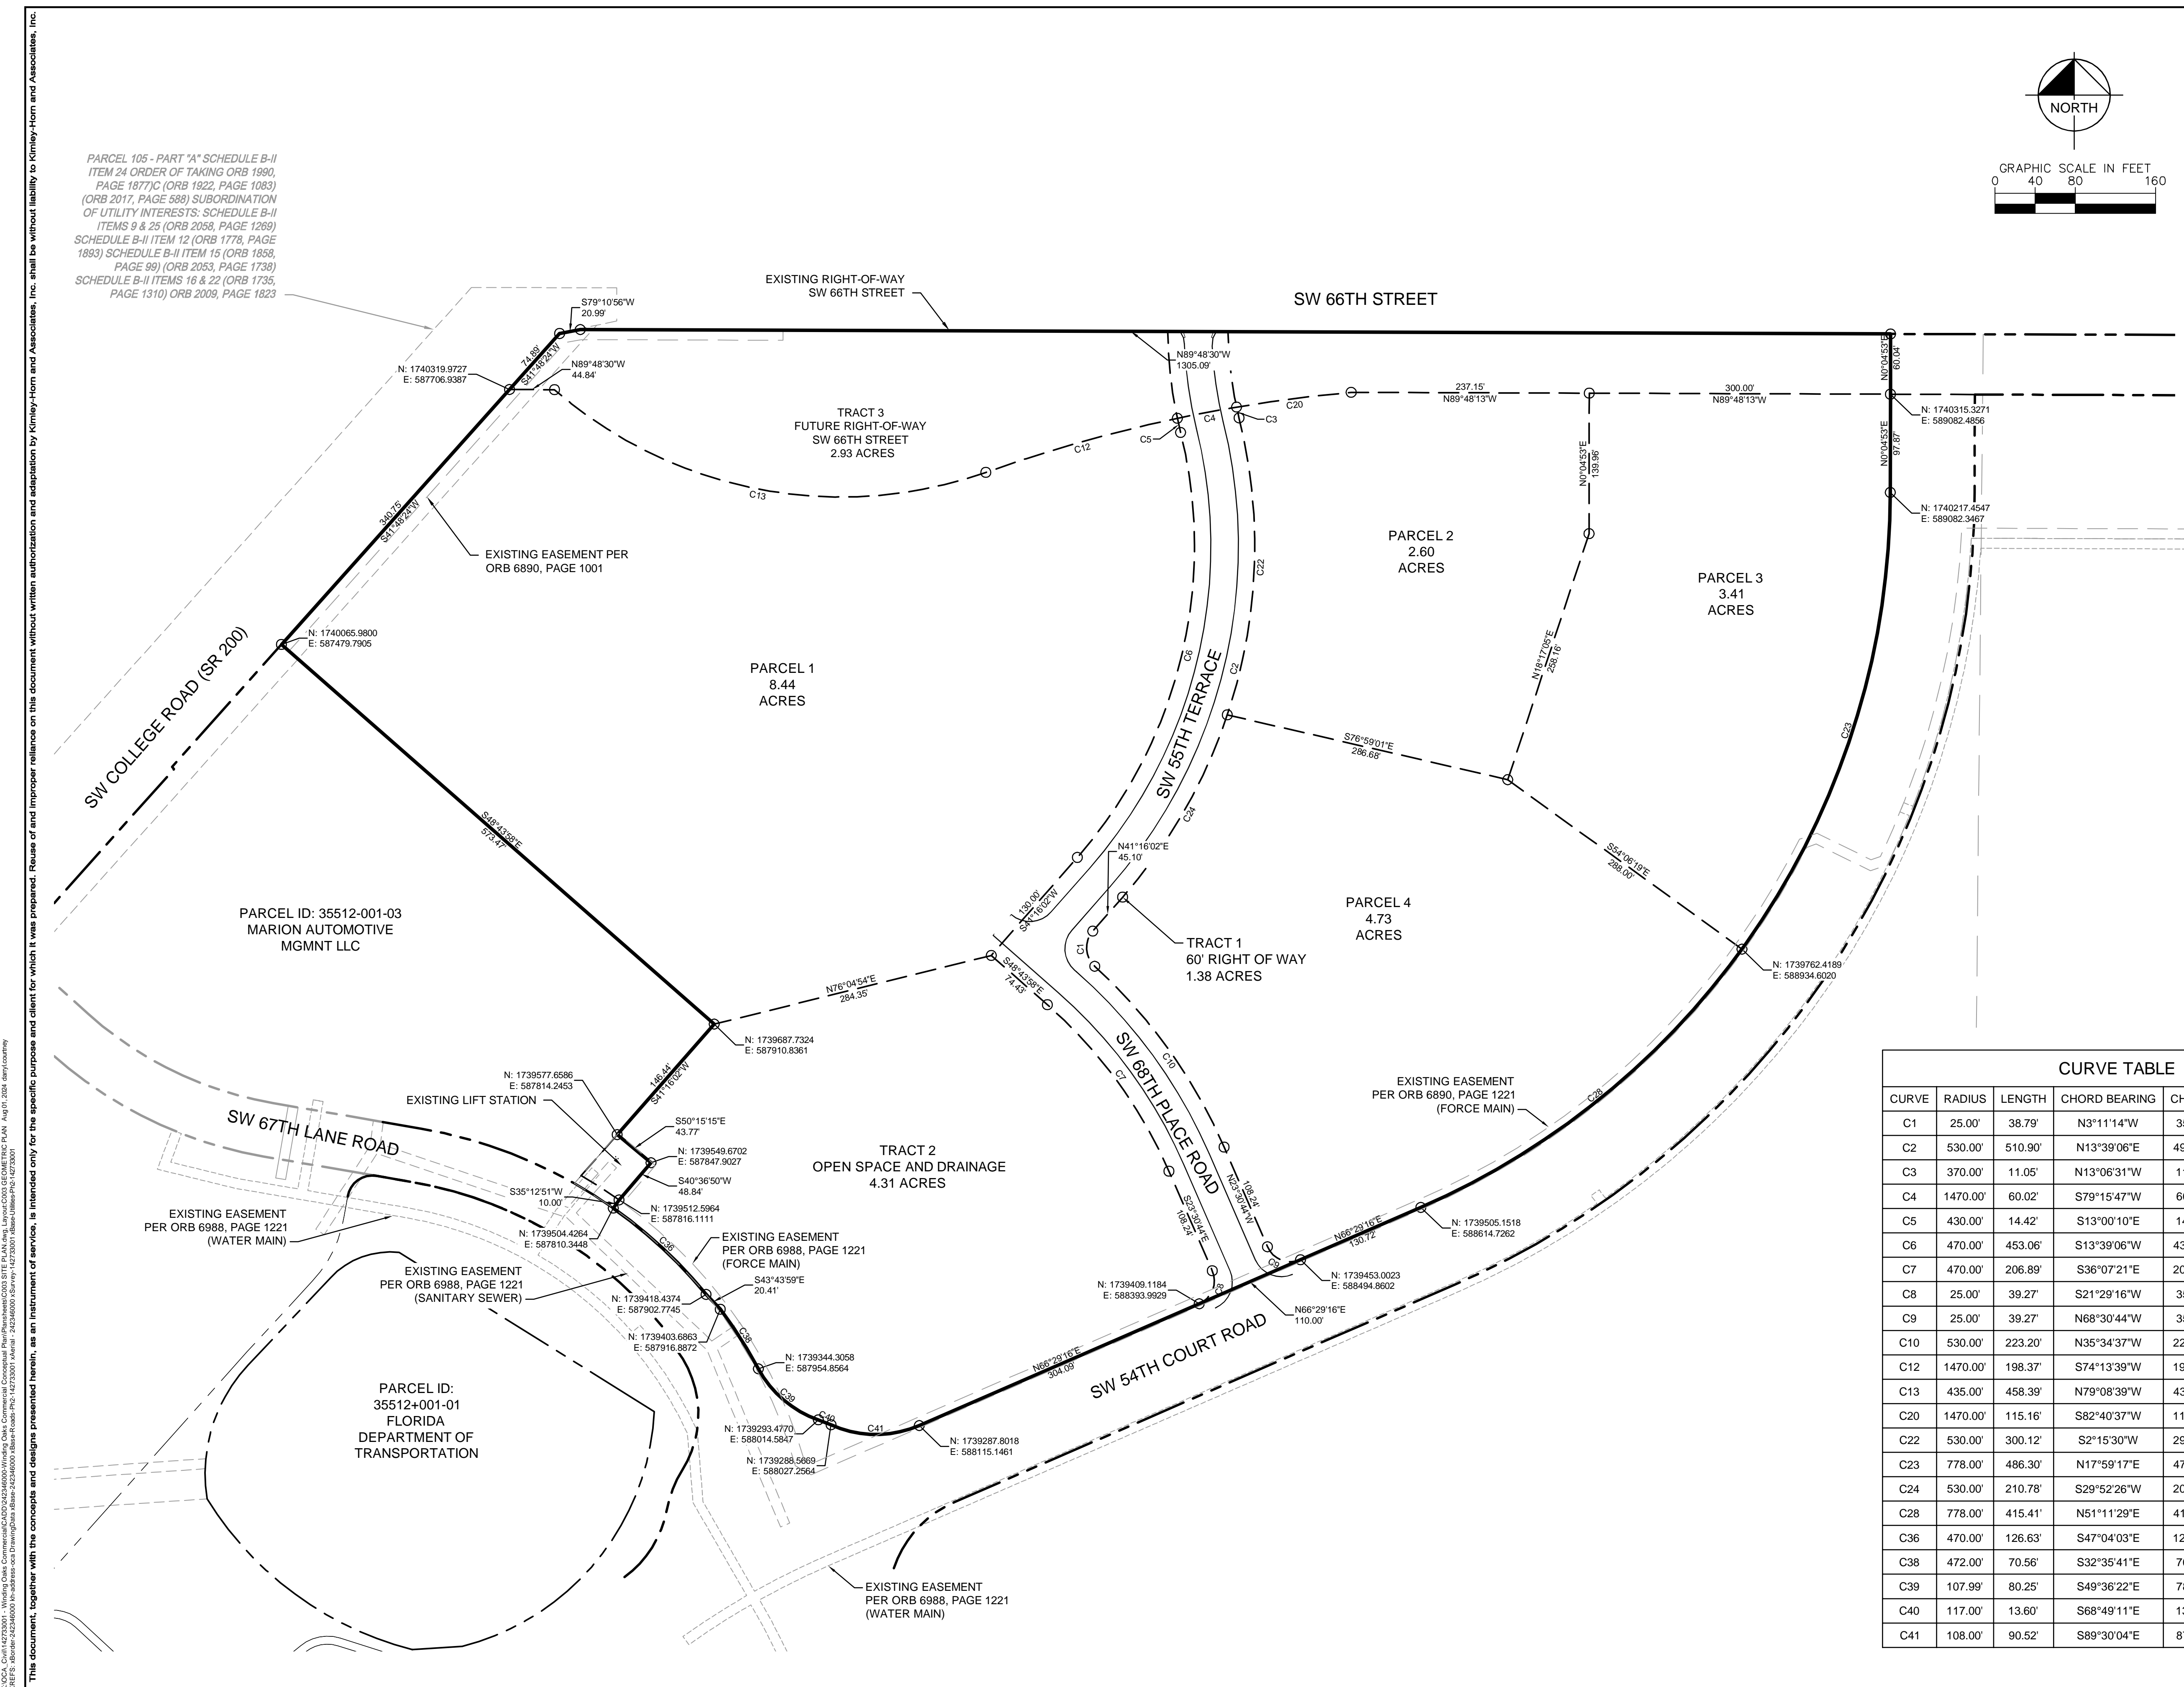 This document, together with the concepts and designs presented herein, as an instrument of service, is intended only for the specific purpose and client for which it was prepared. Reuse of and improper reliance on this document without written authorization and adaptation by Kimley-Horn and Associates, Inc. shall be without liability to Kimley-Horn and Associates, Inc.
NORTH
GRAPHIC SCALE IN FEET
0 40 80 160
PARCEL 105 - PART "A" SCHEDULE B-II
ITEM 24 ORDER OF TAKING ORB 1990,
PAGE 1877)C (ORB 1922, PAGE 1083)
(ORB 2017, PAGE 588) SUBORDINATION
OF UTILITY INTERESTS: SCHEDULE B-II
ITEMS 9 & 25 (ORB 2058, PAGE 1269)
SCHEDULE B-II ITEM 12 (ORB 1778, PAGE
1893) SCHEDULE B-II ITEM 15 (ORB 1858,
PAGE 99) (ORB 2053, PAGE 1738)
SCHEDULE B-II ITEMS 16 & 22 (ORB 1735,
PAGE 1310) ORB 2009, PAGE 1823
EXISTING RIGHT-OF-WAY
SW 66TH STREET
SW 66TH STREET
S79°10'56"W
20.99'
74.89'
S41°48'24"W
N89°48'30"W
44.84'
N: 1740319.9727
E: 587706.9387
N89°48'30"W
1305.09'
N0°04'53"E
60.04'
237.15'
N89°48'13"W
300.00'
N89°48'13"W
N: 1740315.3271
E: 589082.4856
N0°04'53"E
97.87'
N: 1740217.4547
E: 589082.3467
TRACT 3
FUTURE RIGHT-OF-WAY
SW 66TH STREET
2.93 ACRES
C13
C12
C5
C4
C3
C20
N0°04'53"E
139.96'
340.75'
S41°48'24"W
EXISTING EASEMENT PER
ORB 6890, PAGE 1001
PARCEL 2
2.60
ACRES
PARCEL 3
3.41
ACRES
C22
N: 1740065.9800
E: 587479.7905
SW COLLEGE ROAD (SR 200)
PARCEL 1
8.44
ACRES
C6
C2
SW 55TH TERRACE
N18°17'05"E
258.16'
C23
S76°59'01"E
286.68'
C24
S48°43'58"E
573.47'
N41°16'02"E
45.10'
S54°06'19"E
288.00'
130.00'
S41°16'02"W
PARCEL ID: 35512-001-03
MARION AUTOMOTIVE
MGMNT LLC
PARCEL 4
4.73
ACRES
C1
TRACT 1
60' RIGHT OF WAY
1.38 ACRES
N: 1739762.4189
E: 588934.6020
N76°04'54"E
284.35'
S48°43'58"E
74.43'
N: 1739687.7324
E: 587910.8361
146.44'
S41°16'02"W
N: 1739577.6586
E: 587814.2453
EXISTING LIFT STATION
S50°15'15"E
43.77'
N: 1739549.6702
E: 587847.9027
S40°36'50"W
48.84'
S35°12'51"W
10.00'
N: 1739512.5964
E: 587816.1111
N: 1739504.4264
E: 587810.3448
SW 67TH LANE ROAD
C7
C10
SW 68TH PLACE ROAD
EXISTING EASEMENT
PER ORB 6890, PAGE 1221
(FORCE MAIN)
C28
TRACT 2
OPEN SPACE AND DRAINAGE
4.31 ACRES
S23°30'44"E
108.24'
108.24'
N23°30'44"W
EXISTING EASEMENT
PER ORB 6988, PAGE 1221
(WATER MAIN)
C36
EXISTING EASEMENT
PER ORB 6988, PAGE 1221
(FORCE MAIN)
EXISTING EASEMENT
PER ORB 6988, PAGE 1221
(SANITARY SEWER)
S43°43'59"E
20.41'
N: 1739418.4374
E: 587902.7745
N: 1739403.6863
E: 587916.8872
C38
N: 1739344.3058
E: 587954.8564
C39
C40
C41
N: 1739293.4770
E: 588014.5847
N: 1739288.5669
E: 588027.2564
N: 1739287.8018
E: 588115.1461
N66°29'16"E
304.09'
N: 1739409.1184
E: 588393.9929
C8
C9
N: 1739453.0023
E: 588494.8602
N66°29'16"E
110.00'
N66°29'16"E
130.72'
N: 1739505.1518
E: 588614.7262
SW 54TH COURT ROAD
PARCEL ID:
35512+001-01
FLORIDA
DEPARTMENT OF
TRANSPORTATION
EXISTING EASEMENT
PER ORB 6988, PAGE 1221
(WATER MAIN)
CURVE TABLE
CURVE RADIUS LENGTH CHORD BEARING
C1 25.00' 38.79' N3°11'14"W
C2 530.00' 510.90' N13°39'06"E
C3 370.00' 11.05' N13°06'31"W
C4 1470.00' 60.02' S79°15'47"W
C5 430.00' 14.42' S13°00'10"E
C6 470.00' 453.06' S13°39'06"W
C7 470.00' 206.89' S36°07'21"E
C8 25.00' 39.27' S21°29'16"W
C9 25.00' 39.27' N68°30'44"W
C10 530.00' 223.20' N35°34'37"W
C12 1470.00' 198.37' S74°13'39"W
C13 435.00' 458.39' N79°08'39"W
C20 1470.00' 115.16' S82°40'37"W
C22 530.00' 300.12' S2°15'30"W
C23 778.00' 486.30' N17°59'17"E
C24 530.00' 210.78' S29°52'26"W
C28 778.00' 415.41' N51°11'29"E
C36 470.00' 126.63' S47°04'03"E
C38 472.00' 70.56' S32°35'41"E
C39 107.99' 80.25' S49°36'22"E
C40 117.00' 13.60' S68°49'11"E
C41 108.00' 90.52' S89°30'04"E